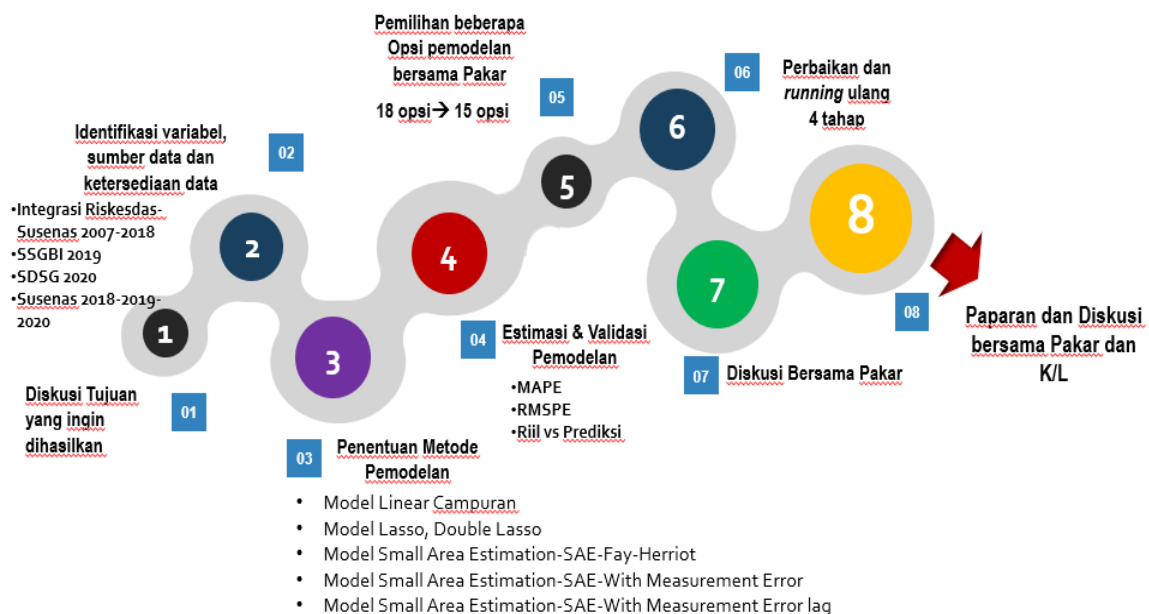 1
01
Diskusi Tujuan
yang ingin
dihasilkan
2
02
Identifikasi variabel,
sumber data dan
ketersediaan data
•Integrasi Riskesdas-
Susenas 2007-2018
•SSGBI 2019
•SDSG 2020
•Susenas 2018-2019-
2020
3
03
Penentuan Metode
Pemodelan
• Model Linear Campuran
• Model Lasso, Double Lasso
• Model Small Area Estimation-SAE-Fay-Herriot
• Model Small Area Estimation-SAE-With Measurement Error
• Model Small Area Estimation-SAE-With Measurement Error lag
4
04
Estimasi & Validasi
Pemodelan
•MAPE
•RMSPE
•Riil vs Prediksi
5
05
Pemilihan beberapa
Opsi pemodelan
bersama Pakar
18 opsi→ 15 opsi
6
06
Perbaikan dan
running ulang
4 tahap
7
07
Diskusi Bersama Pakar
8
08
Paparan dan Diskusi
bersama Pakar dan
K/L